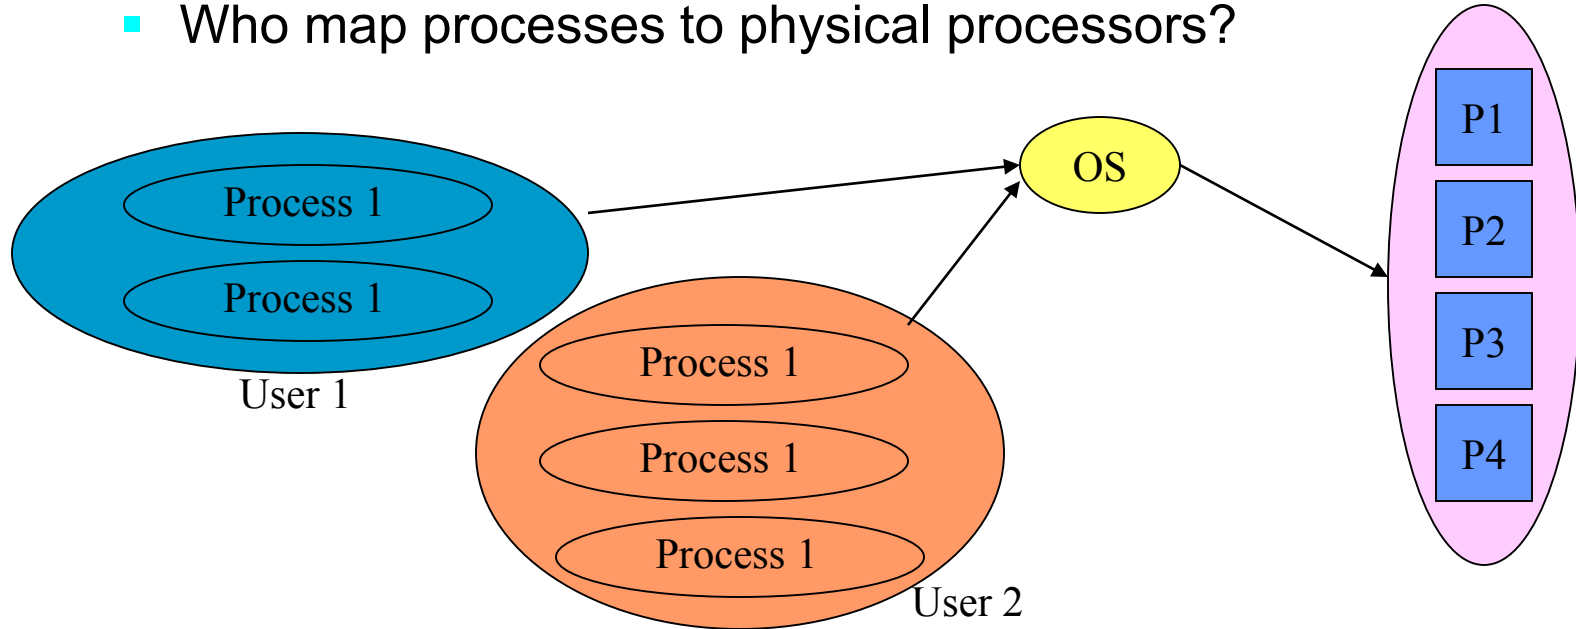 Who map processes to physical processors?
Process 1
Process 1
User 1
Process 1
Process 1
Process 1
User 2
OS
P1
P2
P3
P4